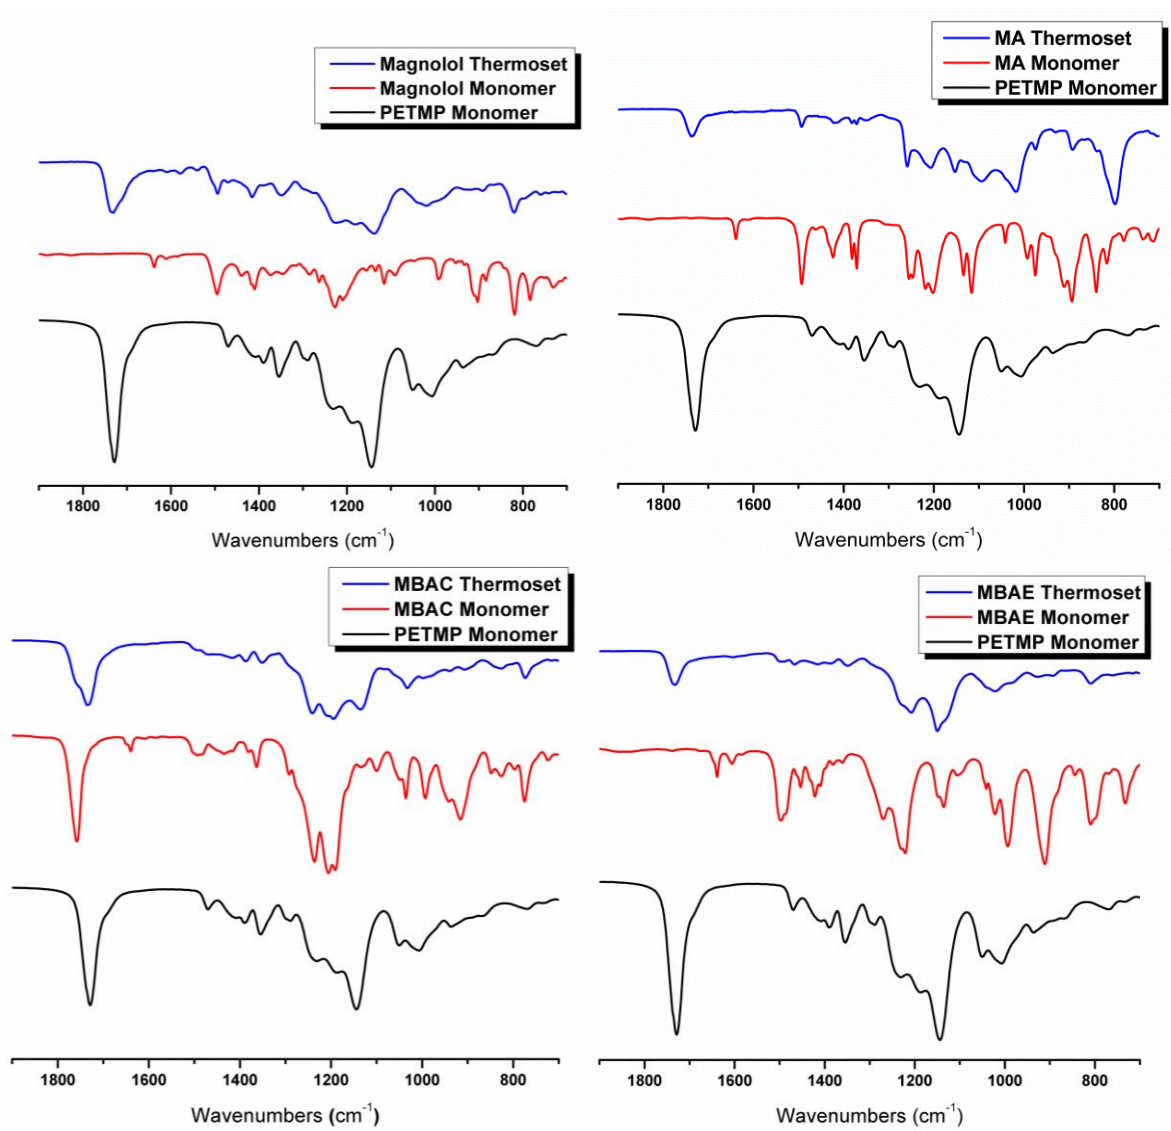 Magnolol Thermoset
Magnolol Monomer
PETMP Monomer
1800 1600 1400 1200 1000 800
Wavenumbers (cm⁻¹)
MA Thermoset
MA Monomer
PETMP Monomer
1800 1600 1400 1200 1000 800
Wavenumbers (cm⁻¹)
MBAC Thermoset
MBAC Monomer
PETMP Monomer
1800 1600 1400 1200 1000 800
Wavenumbers (cm⁻¹)
MBAE Thermoset
MBAE Monomer
PETMP Monomer
1800 1600 1400 1200 1000 800
Wavenumbers (cm⁻¹)